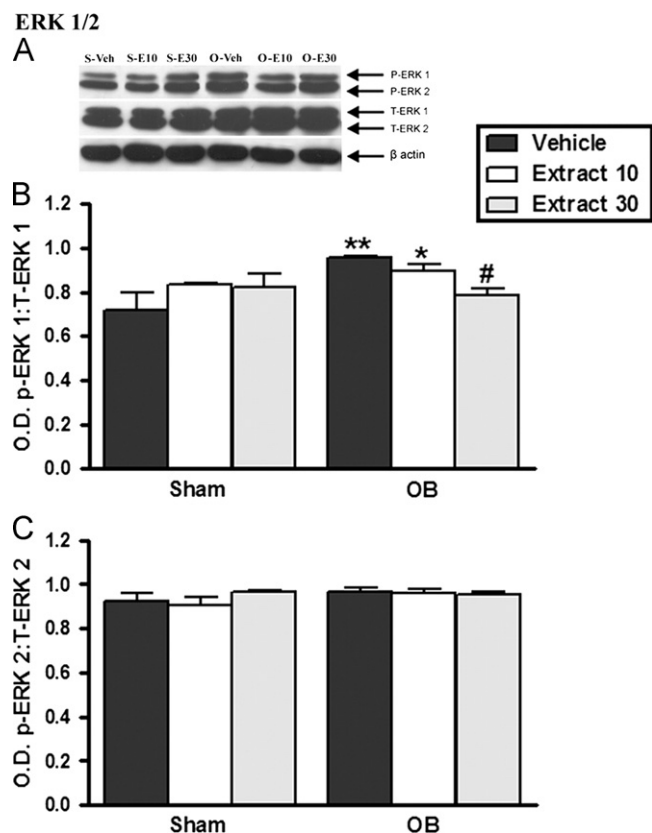 ERK 1/2
A
S-Veh S-E10 S-E30 O-Veh O-E10 O-E30
P-ERK 1
P-ERK 2
T-ERK 1
T-ERK 2
β actin
Vehicle
Extract 10
Extract 30
B
O.D. p-ERK 1:T-ERK 1
1.2
1.0
0.8
0.6
0.4
0.2
0.0
**
*
#
Sham OB
C
O.D. p-ERK 2:T-ERK 2
1.2
1.0
0.8
0.6
0.4
0.2
0.0
Sham OB